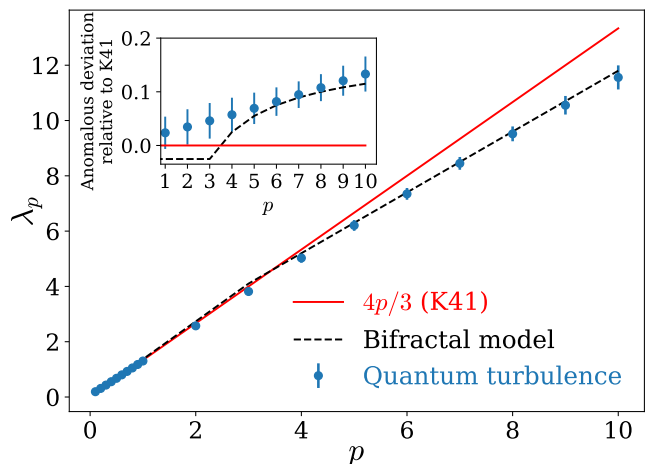 Anomalous deviation
relative to K41
0.2
0.1
0.0
1 2 3 4 5 6 7 8 9 10
p
λp
12
10
8
6
4
2
0
4p/3 (K41)
Bifractal model
Quantum turbulence
0 2 4 6 8 10
p